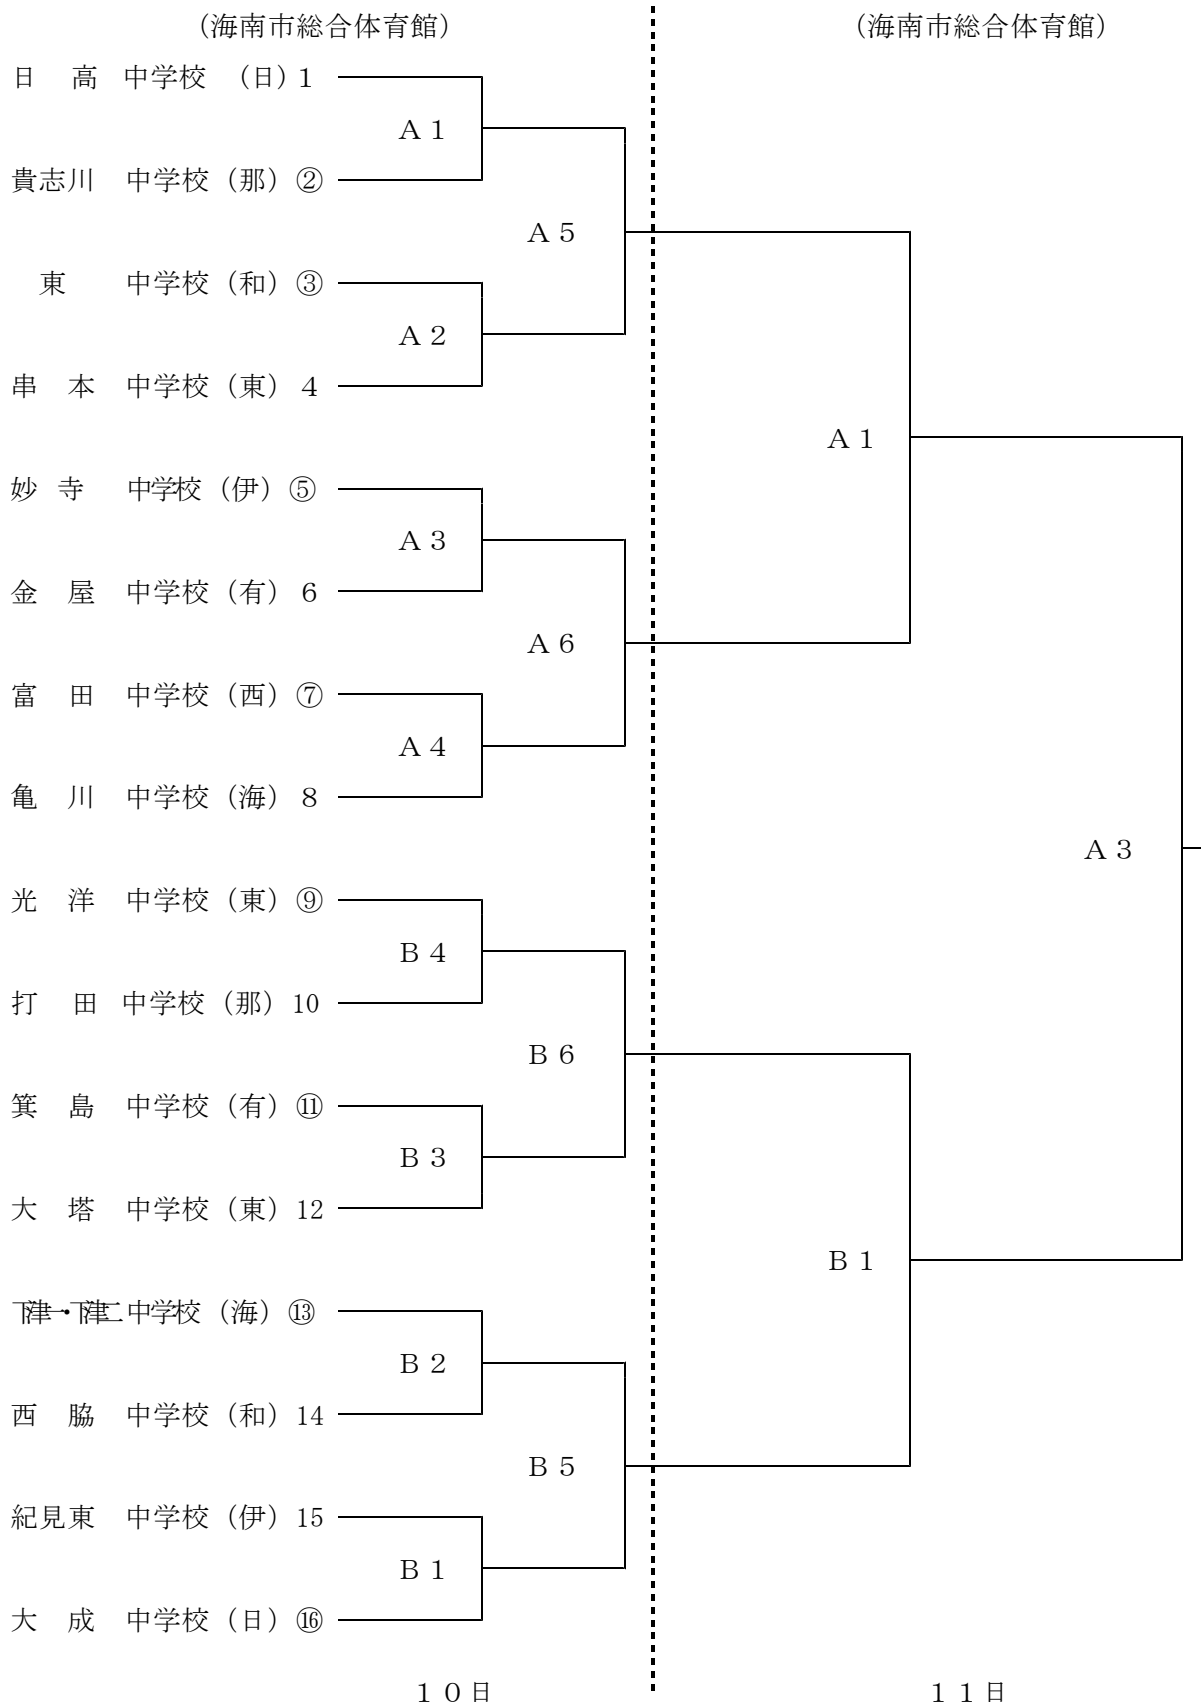 (海南市総合体育館) (海南市総合体育館)
日 高 中学校 (日) 1
A 1
貴志川 中学校 (那) ②
A 5
東 中学校 (和) ③
A 2
串 本 中学校 (東) 4
A 1
妙 寺 中学校 (伊) ⑤
A 3
金 屋 中学校 (有) 6
A 6
富 田 中学校 (西) ⑦
A 4
亀 川 中学校 (海) 8
A 3
光 洋 中学校 (東) ⑨
B 4
打 田 中学校 (那) 10
B 6
箕 島 中学校 (有) ⑪
B 3
大 塔 中学校 (東) 12
B 1
下津一・下津二中学校 (海) ⑬
B 2
西 脇 中学校 (和) 14
B 5
紀見東 中学校 (伊) 15
B 1
大 成 中学校 (日) ⑯
10日 11日